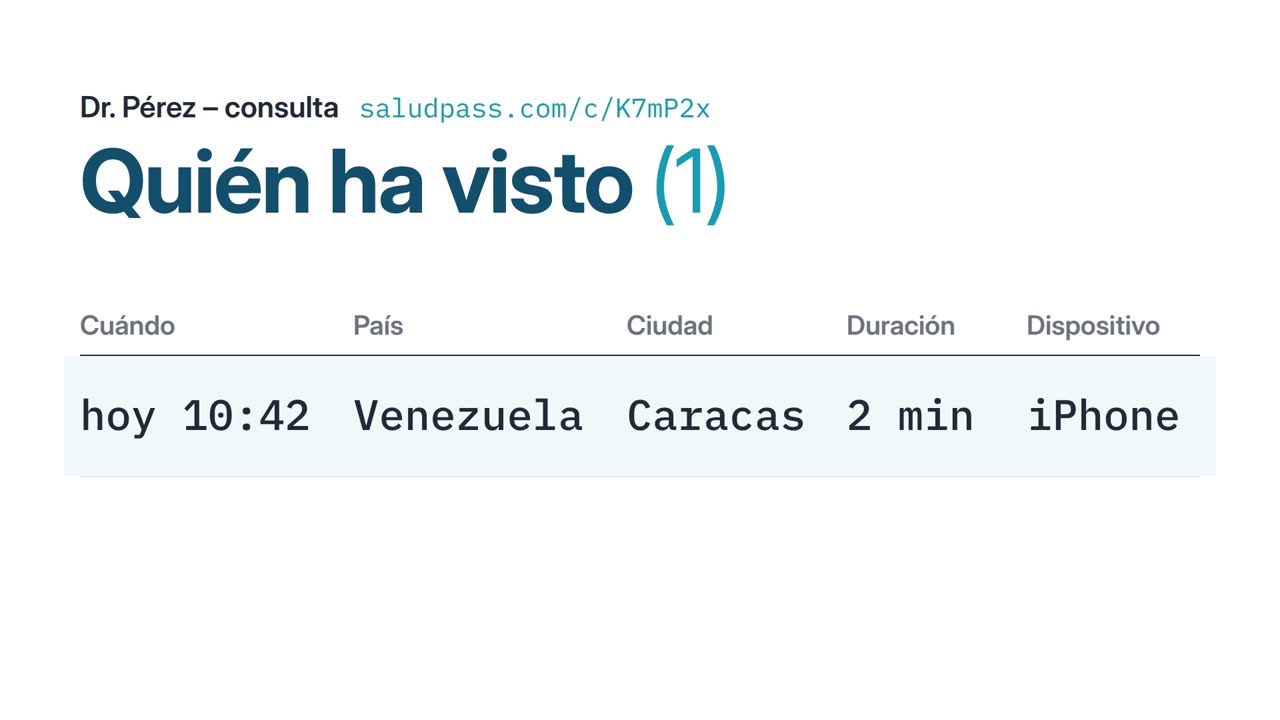 Dr. Pérez – consulta saludpass.com/c/K7mP2x
Quién ha visto (1)
Cuándo País Ciudad Duración Dispositivo
hoy 10:42 Venezuela Caracas 2 min iPhone